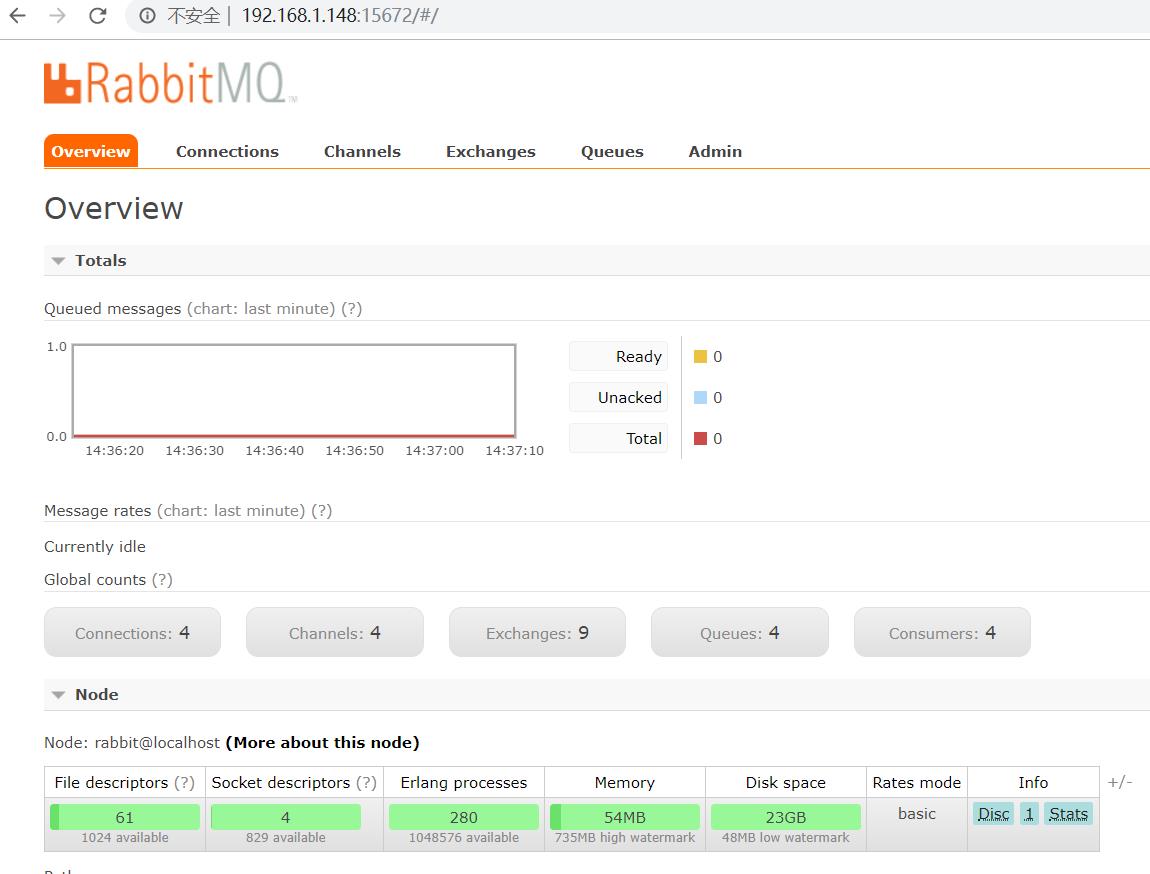 不安全 | 192.168.1.148:15672/#/
RabbitMQ™
Overview Connections Channels Exchanges Queues Admin
Overview
Totals
Queued messages (chart: last minute) (?)
1.0
0.0
14:36:20 14:36:30 14:36:40 14:36:50 14:37:00 14:37:10
Ready 0
Unacked 0
Total 0
Message rates (chart: last minute) (?)
Currently idle
Global counts (?)
Connections: 4 Channels: 4 Exchanges: 9 Queues: 4 Consumers: 4
Node
Node: rabbit@localhost (More about this node)
File descriptors (?) Socket descriptors (?) Erlang processes Memory Disk space Rates mode Info +/-
61 4 280 54MB 23GB basic Disc 1 Stats
1024 available 829 available 1048576 available 735MB high watermark 48MB low watermark